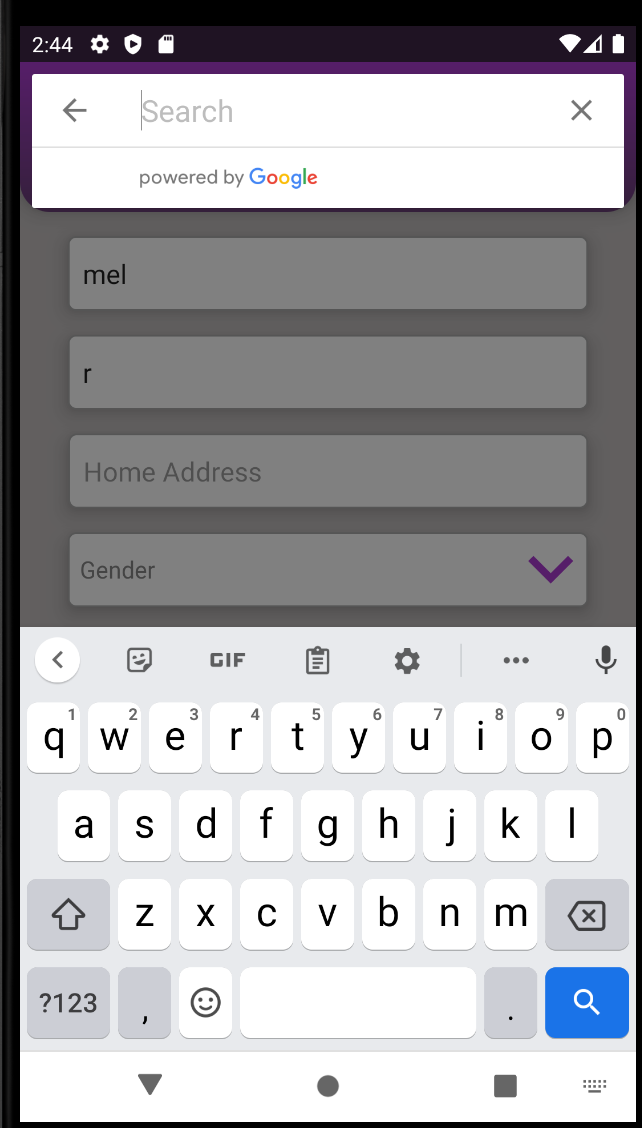 2:44
Search
powered by Google
mel
r
Home Address
Gender
GIF
1 2 3 4 5 6 7 8 9 0
q w e r t y u i o p
a s d f g h j k l
z x c v b n m
?123 , .